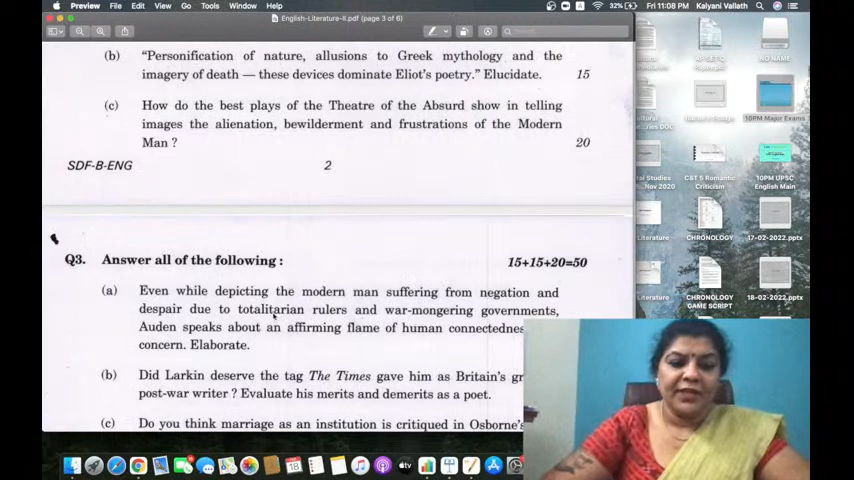 Preview File Edit View Go Tools Window Help
32% Fri 11:08 PM Kalyani Vallath
English-Literature-II.pdf (page 3 of 6)
Search
(b) “Personification of nature, allusions to Greek mythology and the
imagery of death — these devices dominate Eliot’s poetry.” Elucidate. 15
(c) How do the best plays of the Theatre of the Absurd show in telling
images the alienation, bewilderment and frustrations of the Modern
Man ? 20
SDF-B-ENG 2
Q3. Answer all of the following : 15+15+20=50
(a) Even while depicting the modern man suffering from negation and
despair due to totalitarian rulers and war-mongering governments,
Auden speaks about an affirming flame of human connectednes
concern. Elaborate.
(b) Did Larkin deserve the tag The Times gave him as Britain’s gr
post-war writer ? Evaluate his merits and demerits as a poet.
(c) Do you think marriage as an institution is critiqued in Osborne’s
NO NAME
10PM Major Exams
C&T 5 Romantic
Criticism
10PM UPSC
English Main
Nov 2020
CHRONOLOGY
17-02-2022.pptx
CHRONOLOGY
GAME SCRIPT
18-02-2022.pptx